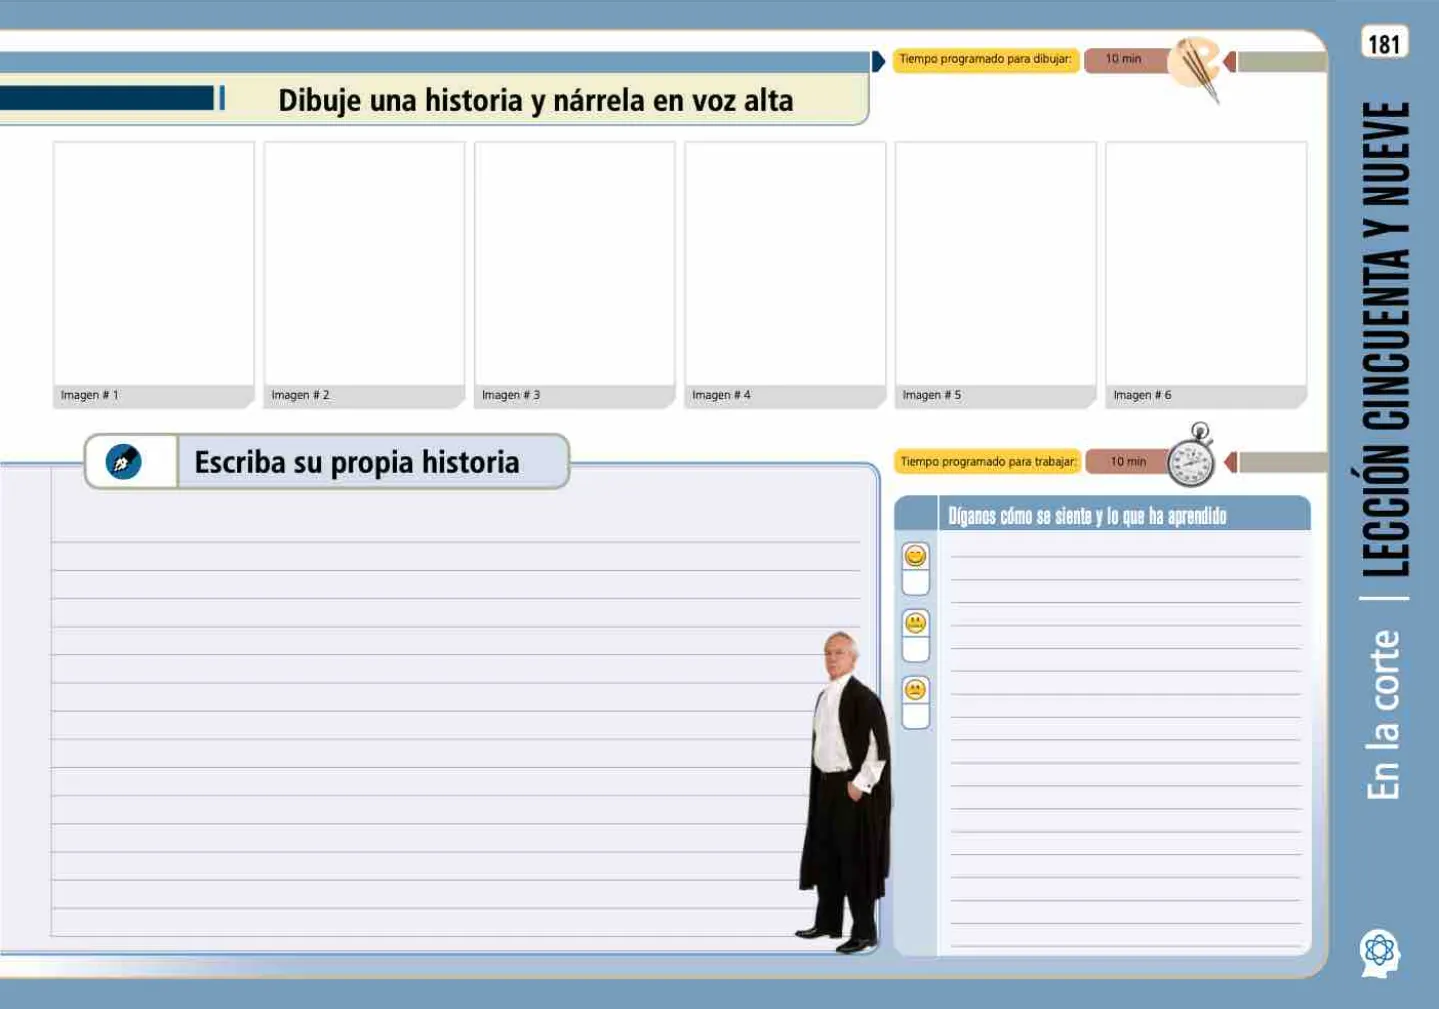 181
Tiempo programado para dibujar:
10 min
Dibuje una historia y nárrela en voz alta
Imagen # 1
Imagen # 2
Imagen # 3
Imagen # 4
Imagen # 5
Imagen # 6
Escriba su propia historia
Tiempo programado para trabajar:
10 min
Díganos cómo se siente y lo que ha aprendido
En la corte | LECCIÓN CINCUENTA Y NUEVE